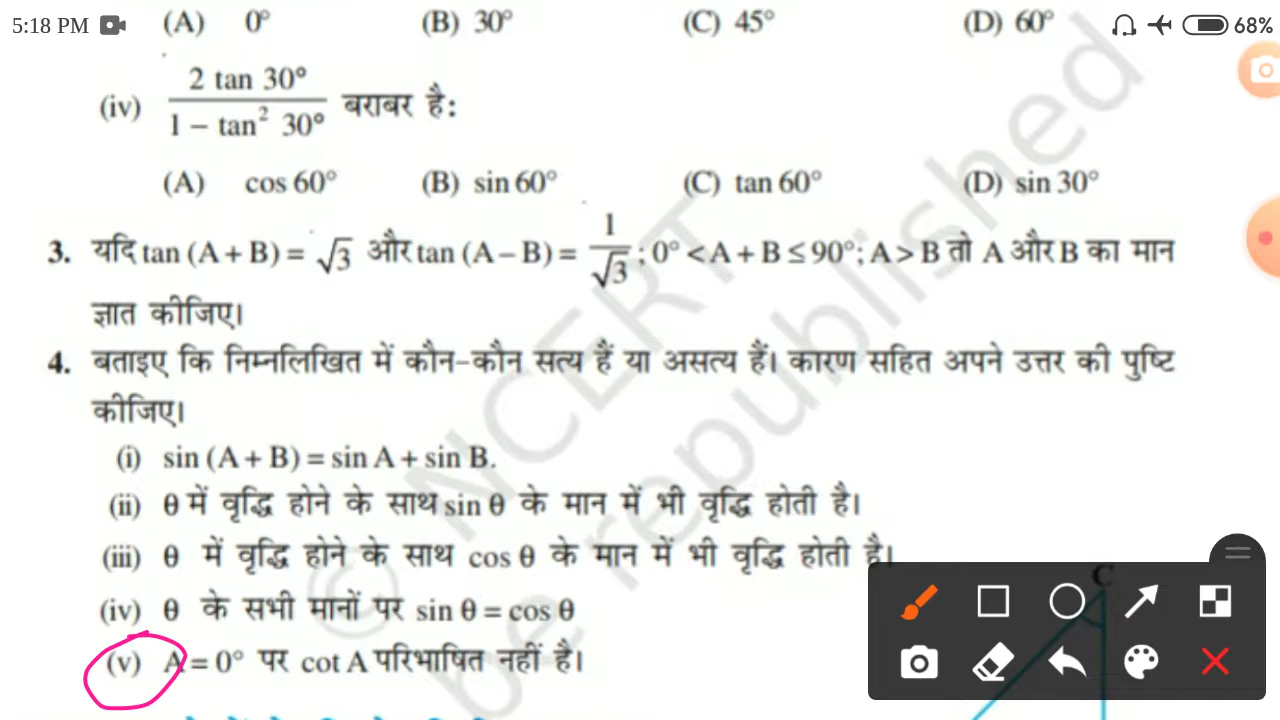 5:18 PM 68%
(A) 0° (B) 30° (C) 45° (D) 60°
(iv) \frac{2 tan 30°}{1 – tan² 30°} बराबर है:
(A) cos 60° (B) sin 60° (C) tan 60° (D) sin 30°
3. यदि tan (A + B) = √3 और tan (A – B) = \frac{1}{√3} ; 0° < A + B ≤ 90°; A > B तो A और B का मान
ज्ञात कीजिए।
4. बताइए कि निम्नलिखित में कौन-कौन सत्य हैं या असत्य हैं। कारण सहित अपने उत्तर की पुष्टि
कीजिए।
(i) sin (A + B) = sin A + sin B.
(ii) θ में वृद्धि होने के साथ sin θ के मान में भी वृद्धि होती है।
(iii) θ में वृद्धि होने के साथ cos θ के मान में भी वृद्धि होती है।
(iv) θ के सभी मानों पर sin θ = cos θ
(v) A = 0° पर cot A परिभाषित नहीं है।
C
© NCERT
be republished